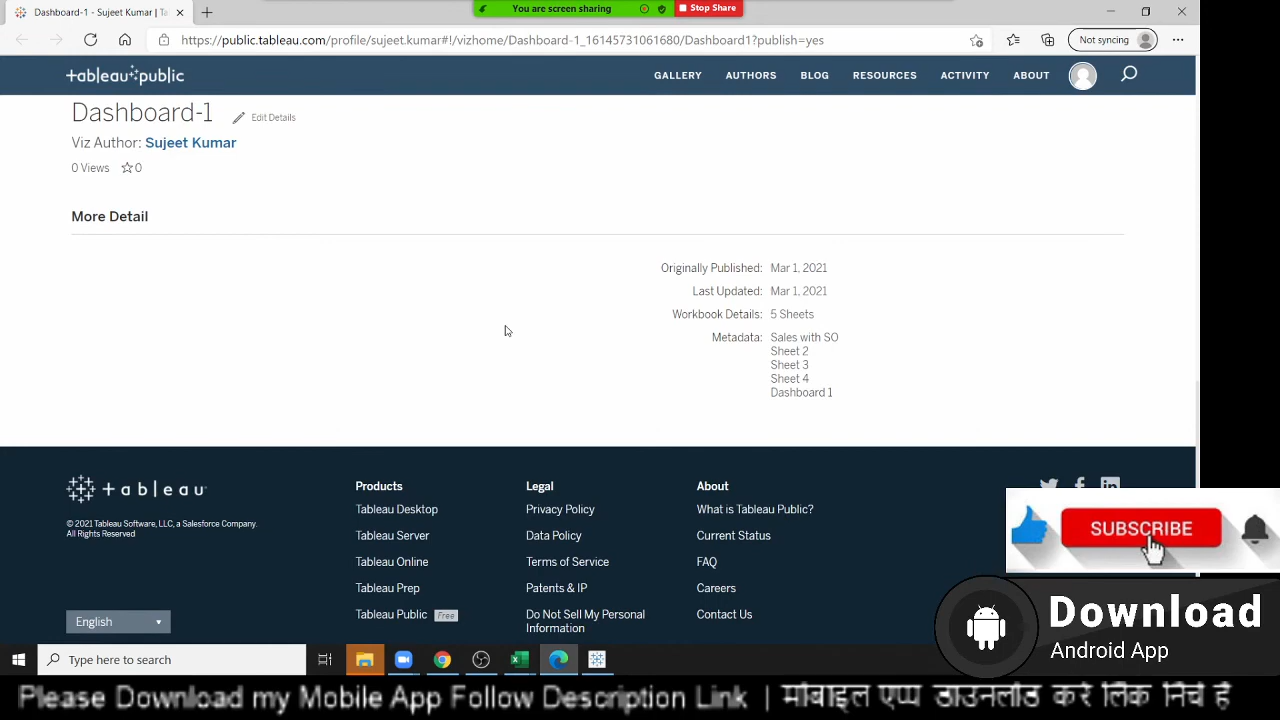 Dashboard-1 - Sujeet Kumar | Ta
You are screen sharing
Stop Share
https://public.tableau.com/profile/sujeet.kumar#!/vizhome/Dashboard-1_16145731061680/Dashboard1?publish=yes
Not syncing
tableau public
GALLERY
AUTHORS
BLOG
RESOURCES
ACTIVITY
ABOUT
Dashboard-1
Edit Details
Viz Author: Sujeet Kumar
0 Views
0
More Detail
Originally Published: Mar 1, 2021
Last Updated: Mar 1, 2021
Workbook Details: 5 Sheets
Metadata: Sales with SO
Sheet 2
Sheet 3
Sheet 4
Dashboard 1
tableau
© 2021 Tableau Software, LLC, a Salesforce Company.
All Rights Reserved
English
Products
Tableau Desktop
Tableau Server
Tableau Online
Tableau Prep
Tableau Public Free
Legal
Privacy Policy
Data Policy
Terms of Service
Patents & IP
Do Not Sell My Personal
Information
About
What is Tableau Public?
Current Status
FAQ
Careers
Contact Us
SUBSCRIBE
Download
Android App
Type here to search
Please Download my Mobile App Follow Description Link | मोबाइल एप्प डाउनलोड करे लिंक निचे है